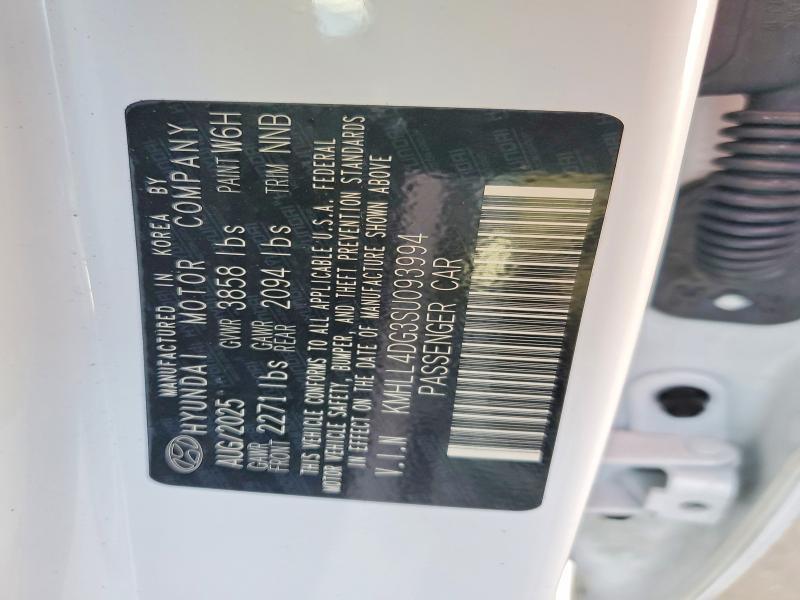 MANUFACTURED IN KOREA BY
HYUNDAI MOTOR COMPANY
AUG/2025 GVWR 3858 lbs PAINT W6H
GAWR FRONT 2271 lbs GAWR REAR 2094 lbs TRIM NNB
THIS VEHICLE CONFORMS TO ALL APPLICABLE U.S.A. FEDERAL
MOTOR VEHICLE SAFETY, BUMPER, AND THEFT PREVENTION STANDARDS
IN EFFECT ON THE DATE OF MANUFACTURE SHOWN ABOVE
V.I.N KMHLL4DG3SU093994
PASSENGER CAR